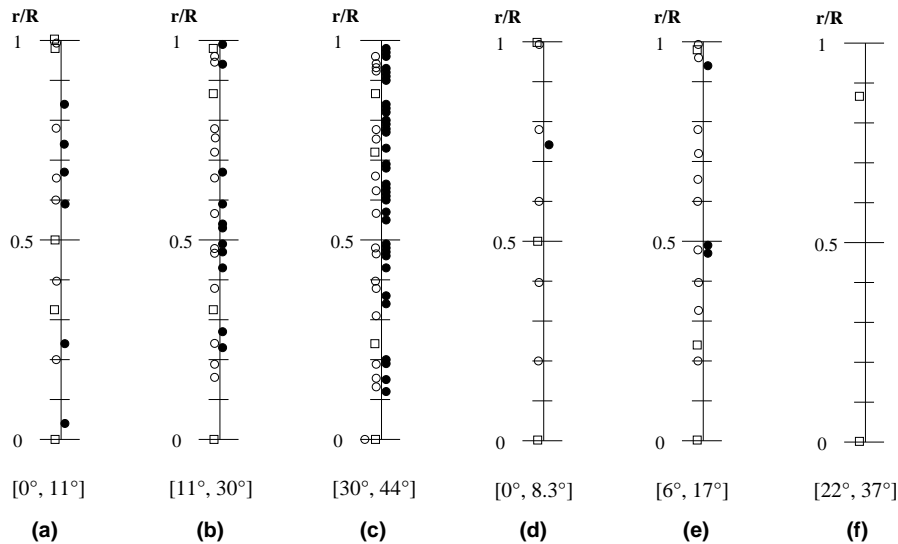 r/R r/R r/R r/R r/R r/R
1 1 1 1 1 1
0.5 0.5 0.5 0.5 0.5 0.5
0 0 0 0 0 0
[0°, 11°] [11°, 30°] [30°, 44°] [0°, 8.3°] [6°, 17°] [22°, 37°]
(a) (b) (c) (d) (e) (f)